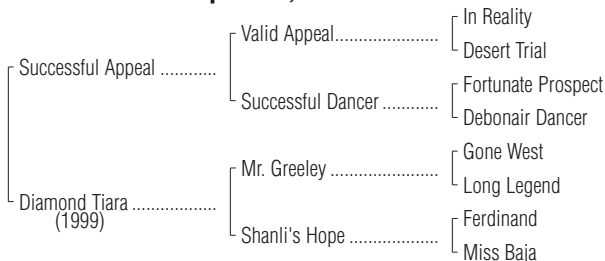 In Reality
Valid Appeal....................
Desert Trial
Successful Appeal ............
Fortunate Prospect
Successful Dancer ...........
Debonair Dancer
Gone West
Mr. Greeley .....................
Long Legend
Diamond Tiara .................
(1999)
Ferdinand
Shanli's Hope .................
Miss Baja